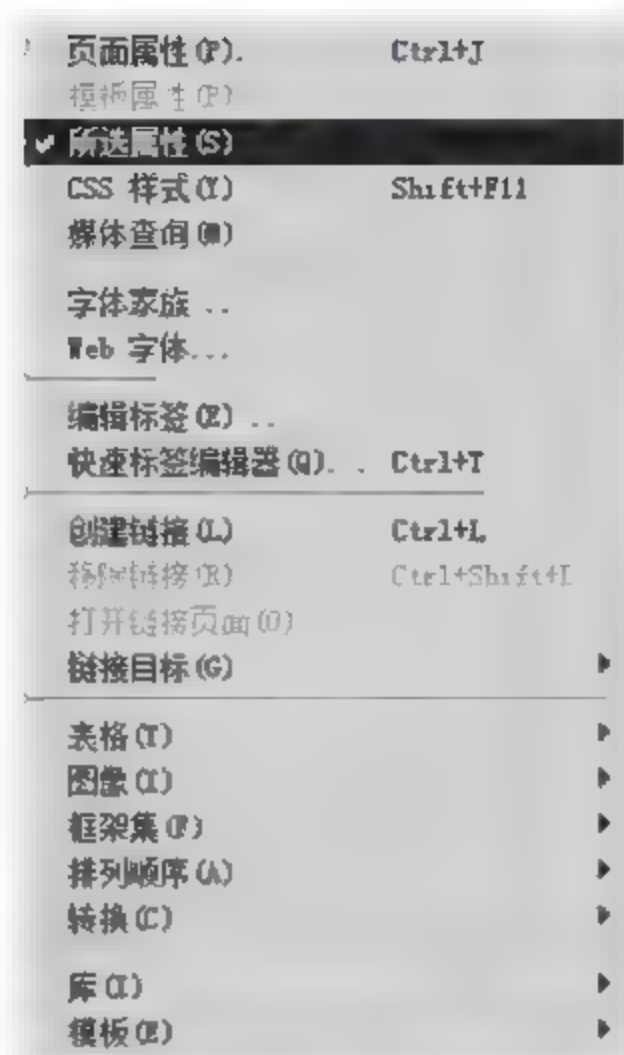 页面属性(P). Ctrl+J
模板属性(P)
所选属性(S)
CSS 样式(Y) Shift+F11
媒体查询(M)
字体家族 ..
Web 字体...
编辑标签(E) ..
快速标签编辑器(Q). . Ctrl+T
创建链接(L) Ctrl+L
移除链接(R) Ctrl+Shift+L
打开链接页面(O)
链接目标(G)
表格(T)
图像(I)
框架集(F)
排列顺序(A)
转换(C)
库(I)
模板(E)